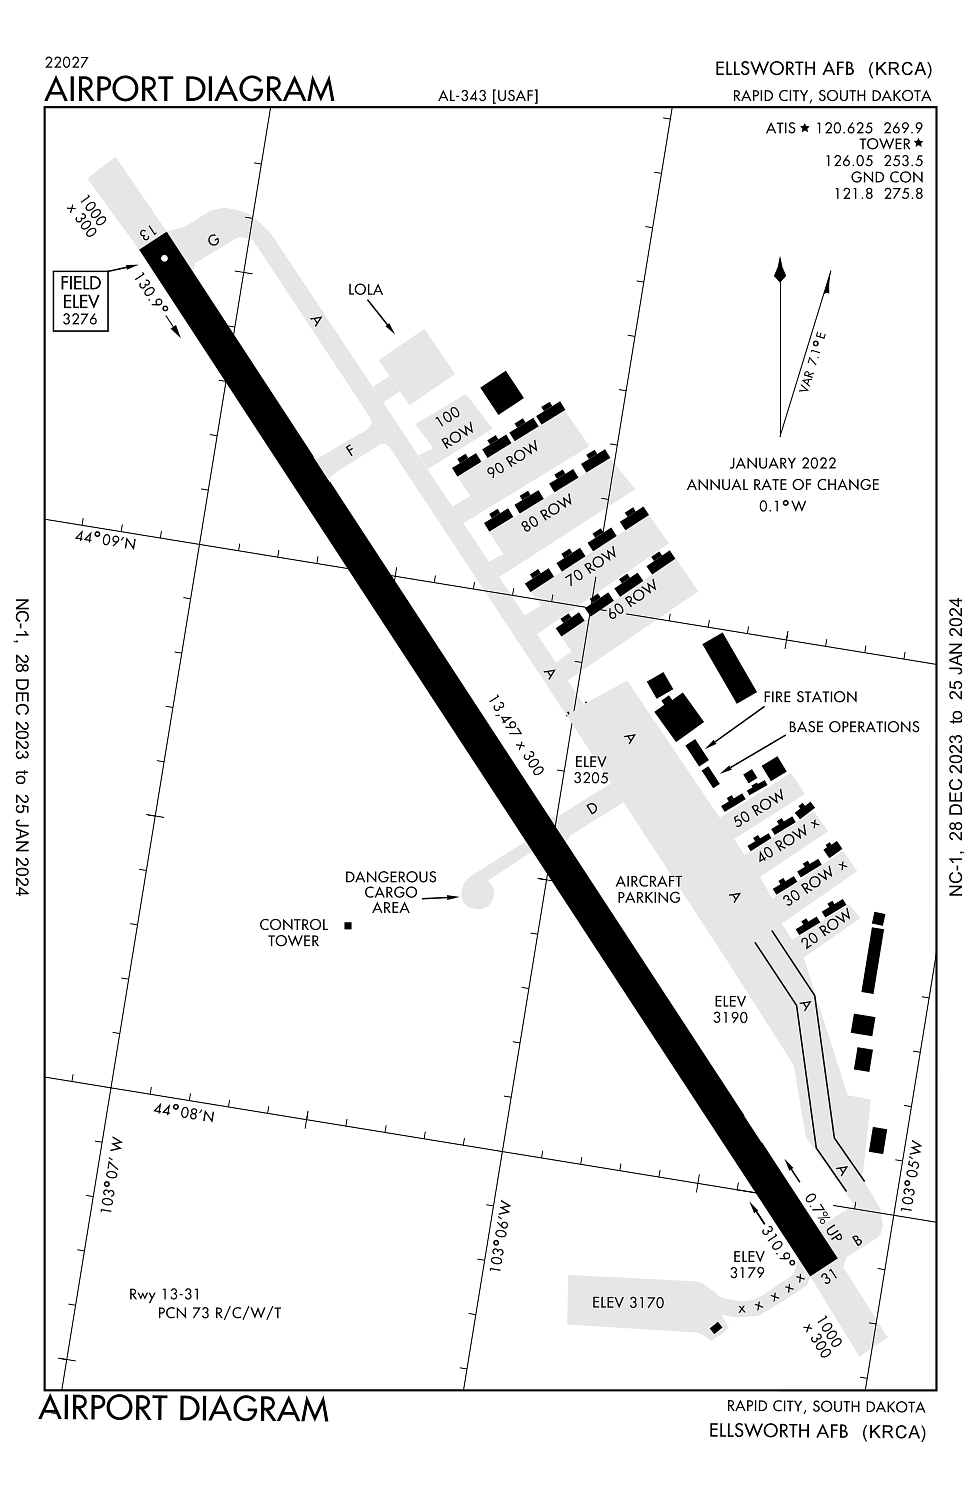 22027
AIRPORT DIAGRAM
AL-343 [USAF]
ELLSWORTH AFB (KRCA)
RAPID CITY, SOUTH DAKOTA
ATIS ★ 120.625 269.9
TOWER ★
126.05 253.5
GND CON
121.8 275.8
1000
x 300
13
G
FIELD
ELEV
3276
130.9°
A
LOLA
VAR 7.1° E
JANUARY 2022
ANNUAL RATE OF CHANGE
0.1° W
F
100
ROW
90 ROW
80 ROW
70 ROW
60 ROW
44°09'N
A
13,497 x 300
A
FIRE STATION
BASE OPERATIONS
ELEV
3205
D
50 ROW
40 ROW x
30 ROW x
20 ROW
DANGEROUS
CARGO
AREA
AIRCRAFT
PARKING
A
CONTROL
TOWER
ELEV
3190
A
44°08'N
103°07' W
103°06'W
103°05'W
A
0.7% UP
B
310.9°
ELEV
3179
31
x x x x x
ELEV 3170
1000
x 300
Rwy 13-31
PCN 73 R/C/W/T
NC-1, 28 DEC 2023 to 25 JAN 2024
NC-1, 28 DEC 2023 to 25 JAN 2024
AIRPORT DIAGRAM
RAPID CITY, SOUTH DAKOTA
ELLSWORTH AFB (KRCA)